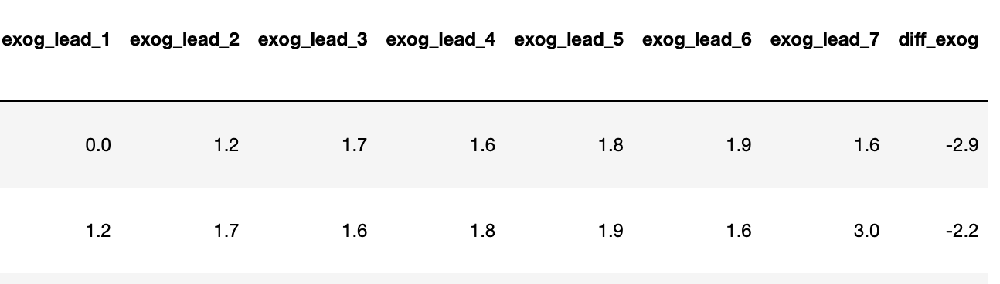 exog_lead_1 exog_lead_2 exog_lead_3 exog_lead_4 exog_lead_5 exog_lead_6 exog_lead_7 diff_exog
0.0 1.2 1.7 1.6 1.8 1.9 1.6 -2.9
1.2 1.7 1.6 1.8 1.9 1.6 3.0 -2.2